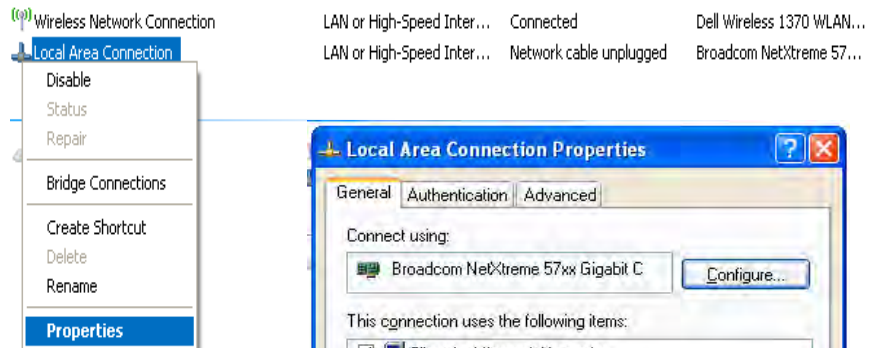 Wireless Network Connection LAN or High-Speed Inter... Connected Dell Wireless 1370 WLAN...
Local Area Connection LAN or High-Speed Inter... Network cable unplugged Broadcom NetXtreme 57...
Disable
Status
Repair
Bridge Connections
Create Shortcut
Delete
Rename
Properties
Local Area Connection Properties
General Authentication Advanced
Connect using:
Broadcom NetXtreme 57xx Gigabit C Configure...
This connection uses the following items: